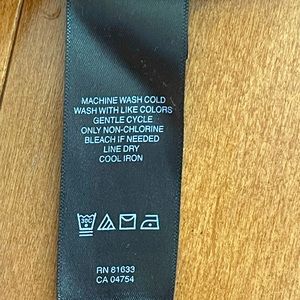 MACHINE WASH COLD
WASH WITH LIKE COLORS
GENTLE CYCLE
ONLY NON-CHLORINE
BLEACH IF NEEDED
LINE DRY
COOL IRON
30C
RN 81633
CA 04754